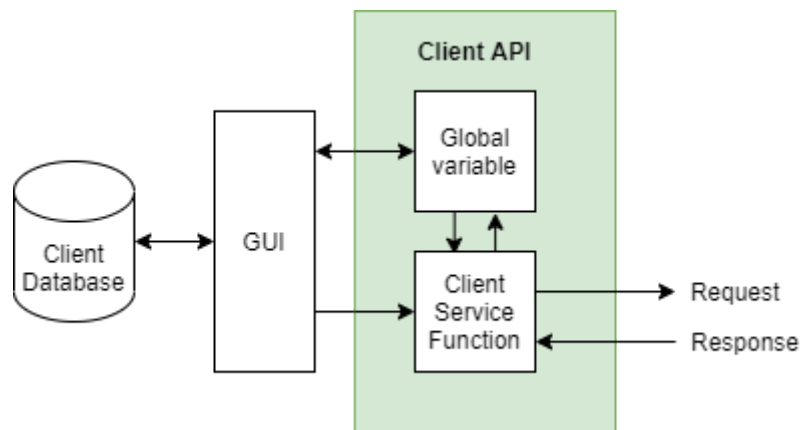 Client API
Global
variable
Client
Database
GUI
Client
Service
Function
Request
Response